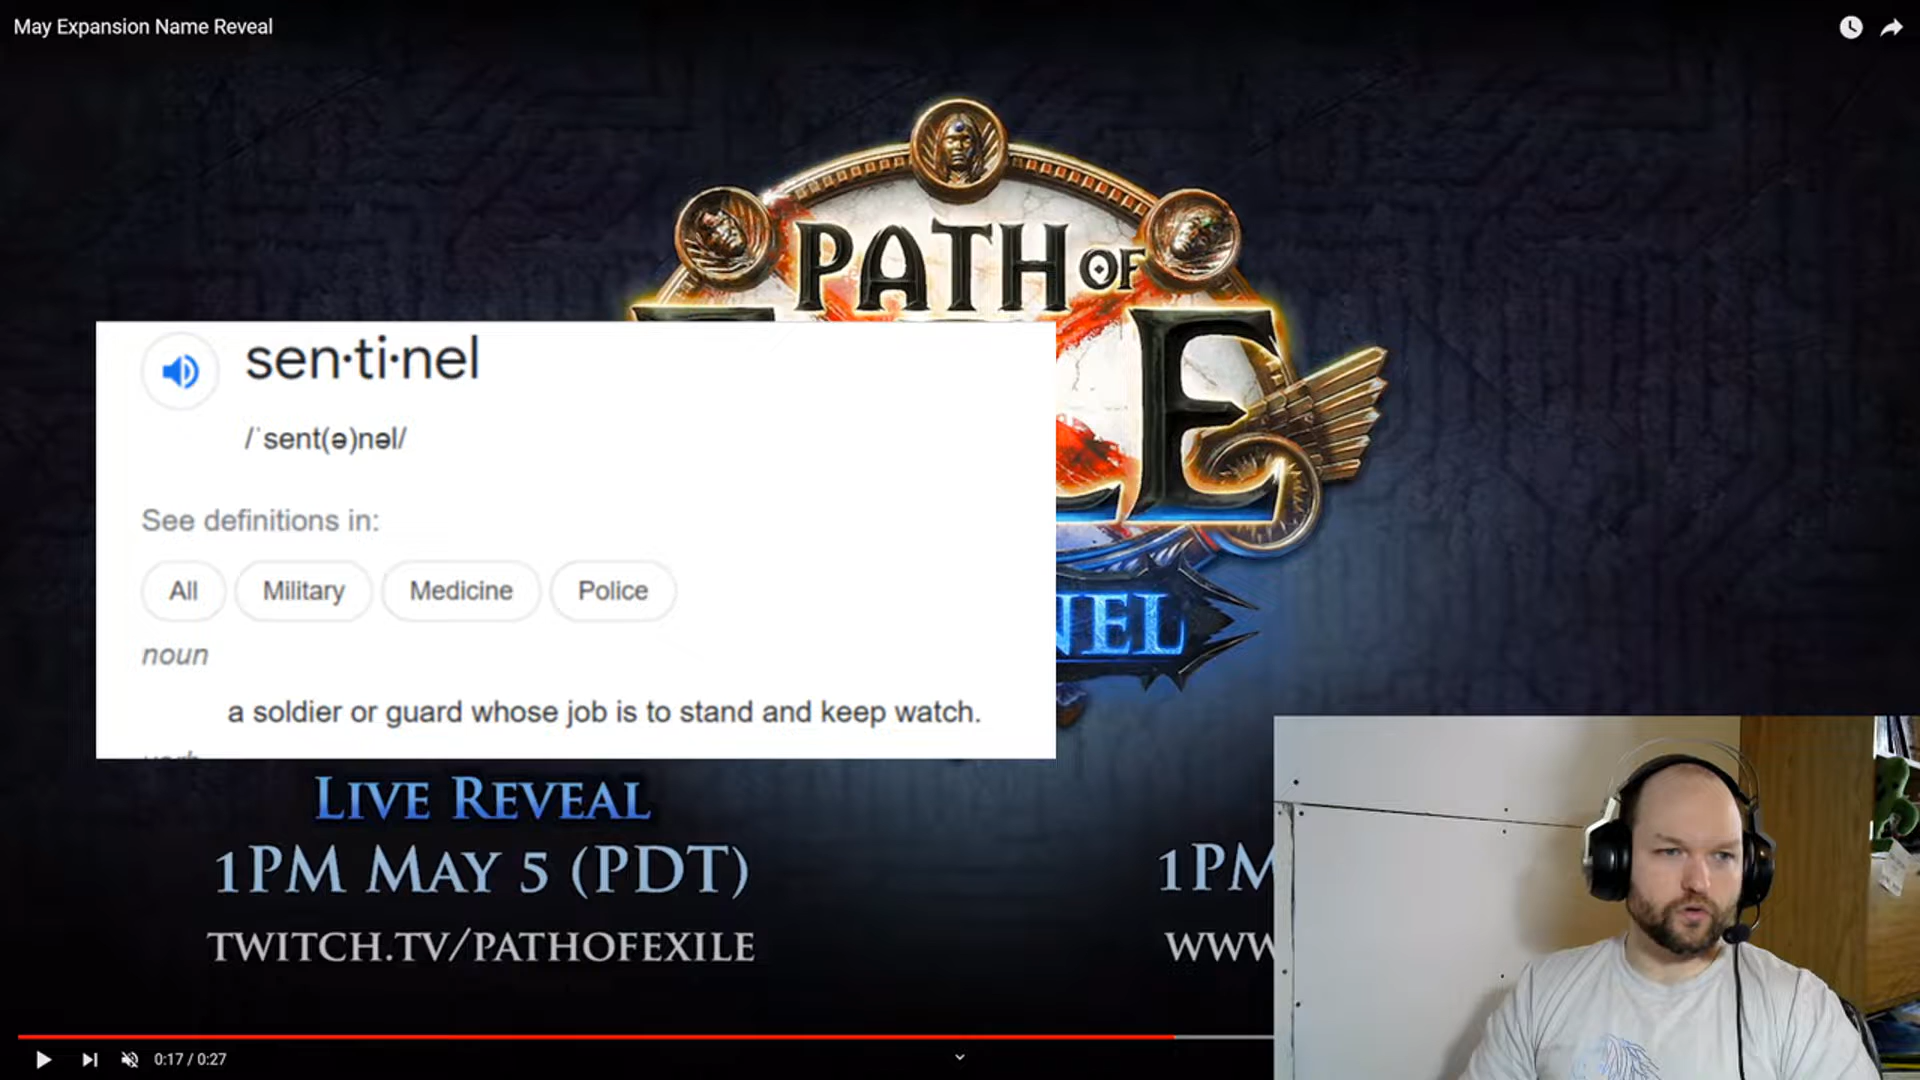 May Expansion Name Reveal
PATH OF
sen·ti·nel
/ˈsent(ə)nəl/
See definitions in:
All Military Medicine Police
noun
a soldier or guard whose job is to stand and keep watch.
LIVE REVEAL
1PM MAY 5 (PDT)
TWITCH.TV/PATHOFEXILE
1PM
WWW
0:17 / 0:27